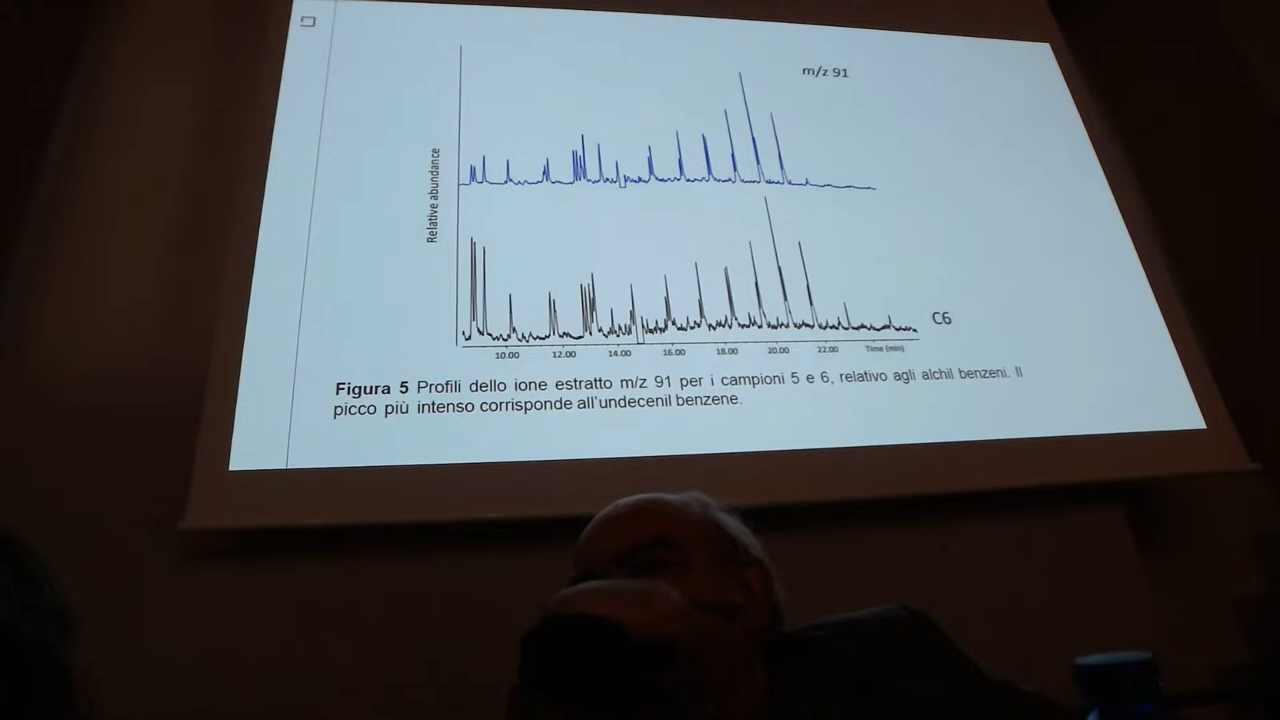 m/z 91
Relative abundance
C6
10.00 12.00 14.00 16.00 18.00 20.00 22.00 Time (min)
Figura 5 Profili dello ione estratto m/z 91 per i campioni 5 e 6, relativo agli alchil benzeni. Il
picco più intenso corrisponde all'undecenil benzene.